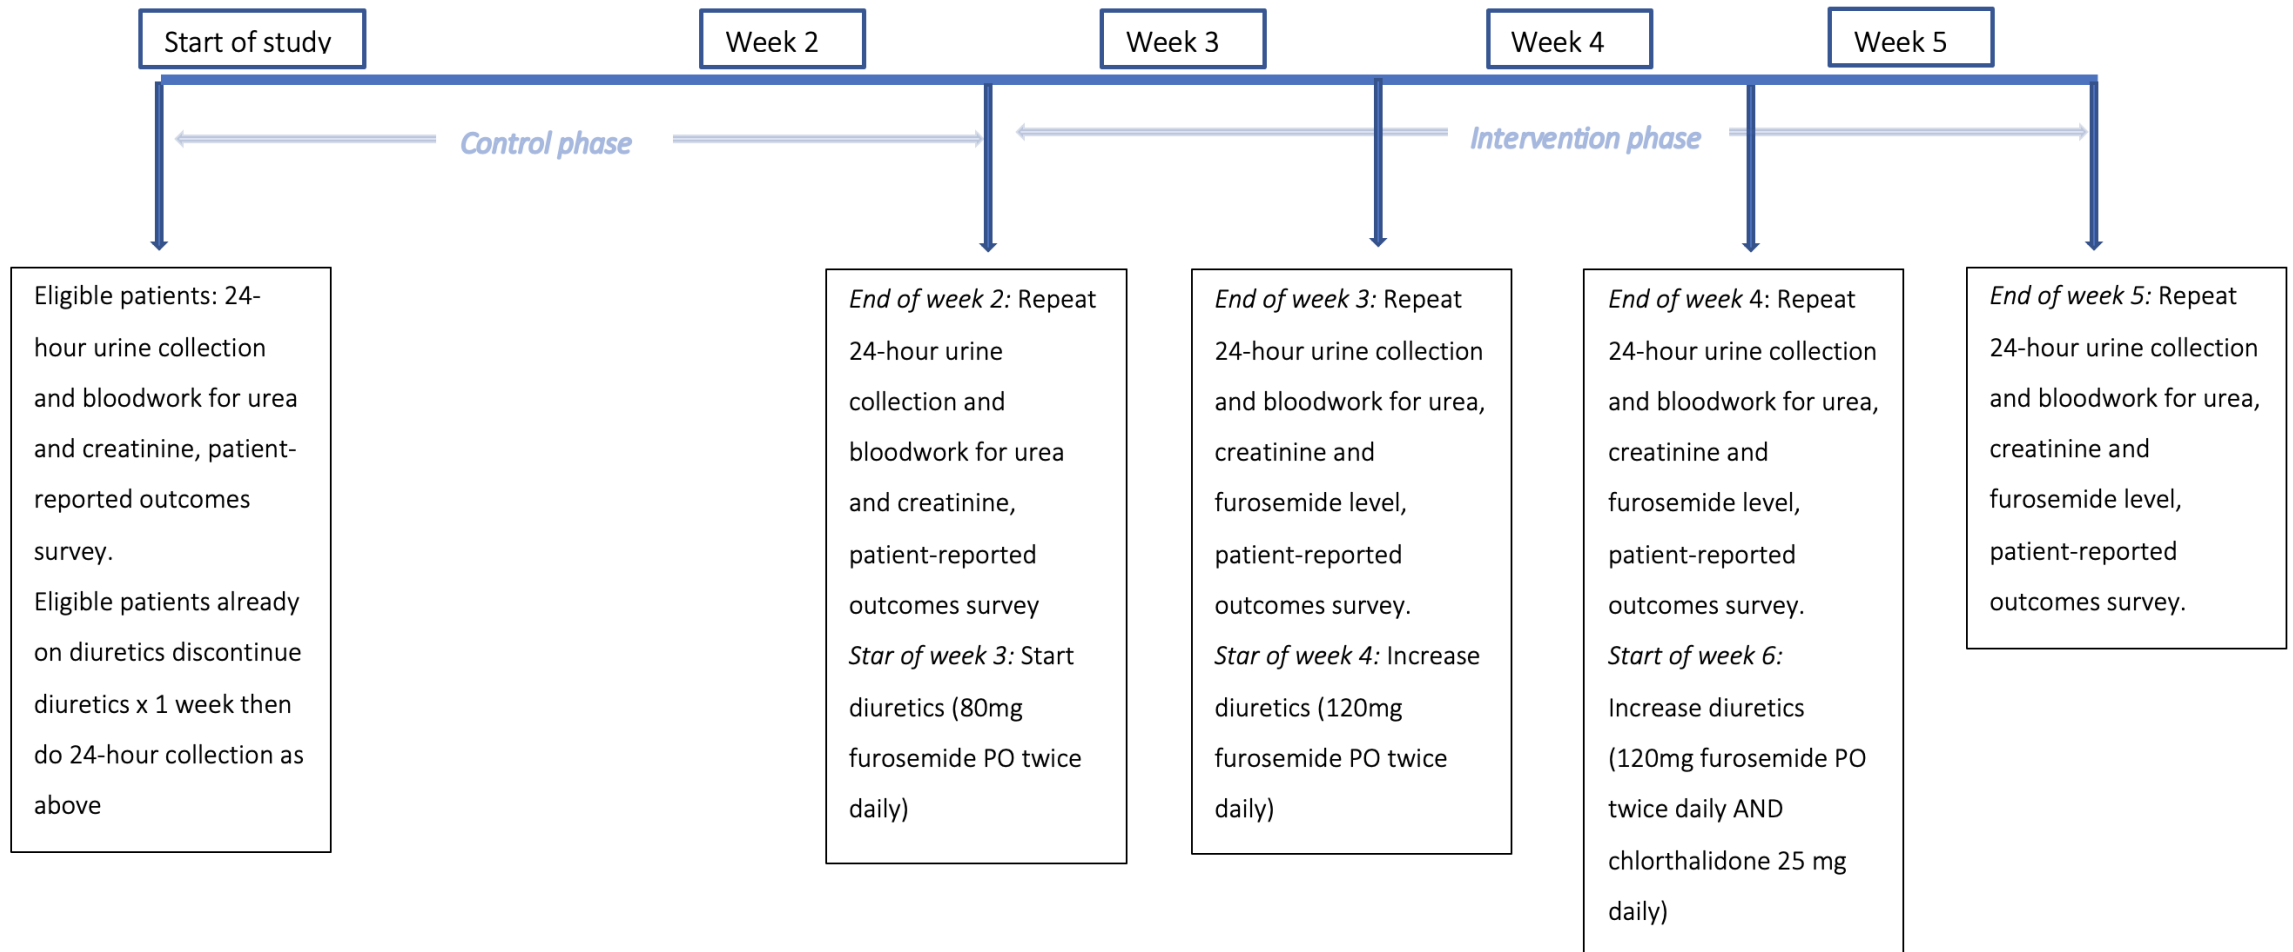 Start of study
Week 2
Week 3
Week 4
Week 5
Control phase
Intervention phase
Eligible patients: 24-
hour urine collection
and bloodwork for urea
and creatinine, patient-
reported outcomes
survey.
Eligible patients already
on diuretics discontinue
diuretics x 1 week then
do 24-hour collection as
above
End of week 2: Repeat
24-hour urine
collection and
bloodwork for urea
and creatinine,
patient-reported
outcomes survey
Star of week 3: Start
diuretics (80mg
furosemide PO twice
daily)
End of week 3: Repeat
24-hour urine collection
and bloodwork for urea,
creatinine and
furosemide level,
patient-reported
outcomes survey.
Star of week 4: Increase
diuretics (120mg
furosemide PO twice
daily)
End of week 4: Repeat
24-hour urine collection
and bloodwork for urea,
creatinine and
furosemide level,
patient-reported
outcomes survey.
Start of week 6:
Increase diuretics
(120mg furosemide PO
twice daily AND
chlorthalidone 25 mg
daily)
End of week 5: Repeat
24-hour urine collection
and bloodwork for urea,
creatinine and
furosemide level,
patient-reported
outcomes survey.